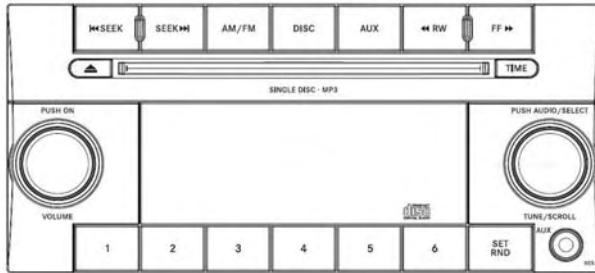 SEEK
SEEK
AM/FM
DISC
AUX
RW
FF
TIME
SINGLE DISC · MP3
PUSH ON
PUSH AUDIO/SELECT
disc
VOLUME
TUNE/SCROLL
AUX
1
2
3
4
5
6
SET
RND